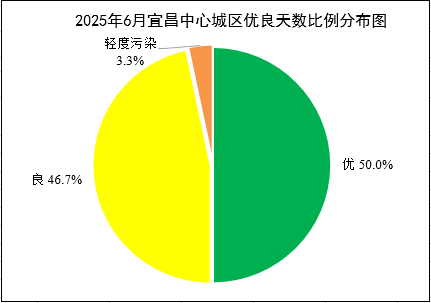 2025年6月宜昌中心城区优良天数比例分布图
轻度污染
3.3%
优 50.0%
良 46.7%